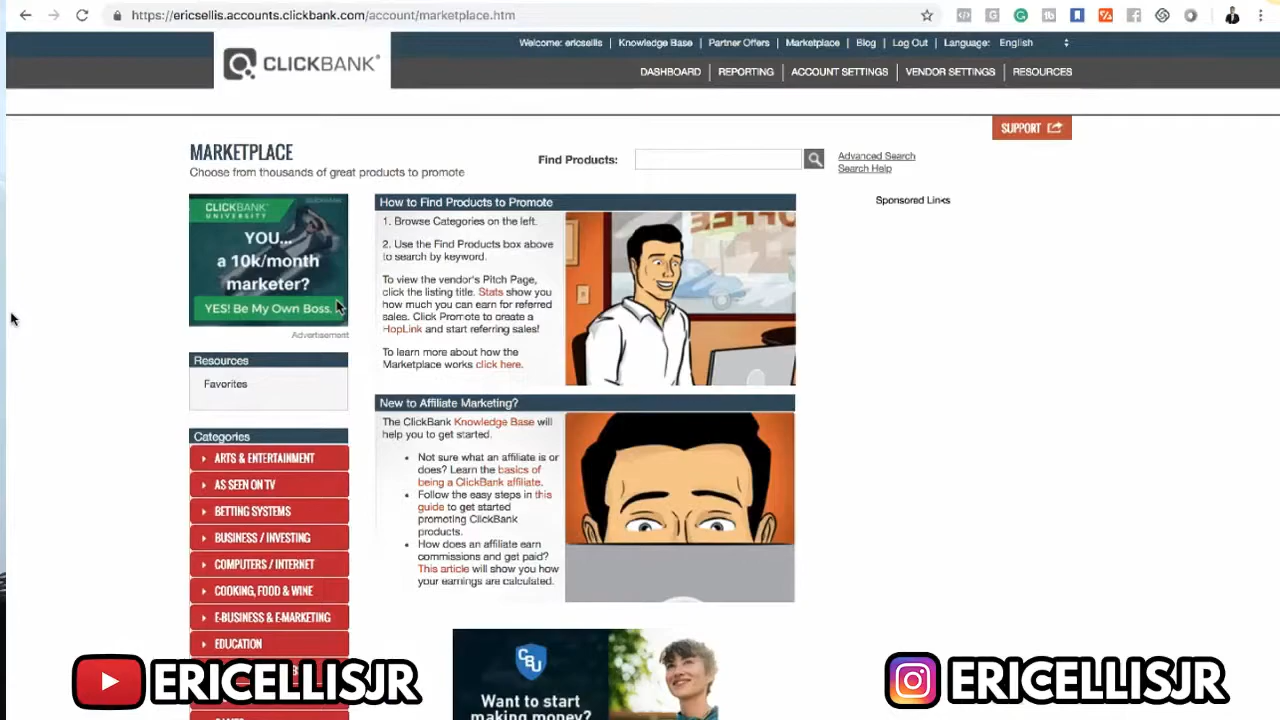 https://ericsellis.accounts.clickbank.com/account/marketplace.htm
Welcome: ericsellis | Knowledge Base | Partner Offers | Marketplace | Blog | Log Out | Language: English
CLICKBANK®
DASHBOARD | REPORTING | ACCOUNT SETTINGS | VENDOR SETTINGS | RESOURCES
SUPPORT
MARKETPLACE
Choose from thousands of great products to promote
Find Products:
Advanced Search
Search Help
Sponsored Links
CLICKBANK
UNIVERSITY
YOU...
a 10k/month
marketer?
YES! Be My Own Boss.
Advertisement
Resources
Favorites
Categories
ARTS & ENTERTAINMENT
AS SEEN ON TV
BETTING SYSTEMS
BUSINESS / INVESTING
COMPUTERS / INTERNET
COOKING, FOOD & WINE
E-BUSINESS & E-MARKETING
EDUCATION
How to Find Products to Promote
1. Browse Categories on the left.
2. Use the Find Products box above
to search by keyword.
To view the vendor's Pitch Page,
click the listing title. Stats show you
how much you can earn for referred
sales. Click Promote to create a
HopLink and start referring sales!
To learn more about how the
Marketplace works click here.
New to Affiliate Marketing?
The ClickBank Knowledge Base will
help you to get started.
Not sure what an affiliate is or
does? Learn the basics of
being a ClickBank affiliate.
Follow the easy steps in this
guide to get started
promoting ClickBank
products.
How does an affiliate earn
commissions and get paid?
This article will show you how
your earnings are calculated.
CBU
Want to start
making money?
ERICELLISJR
ERICELLISJR